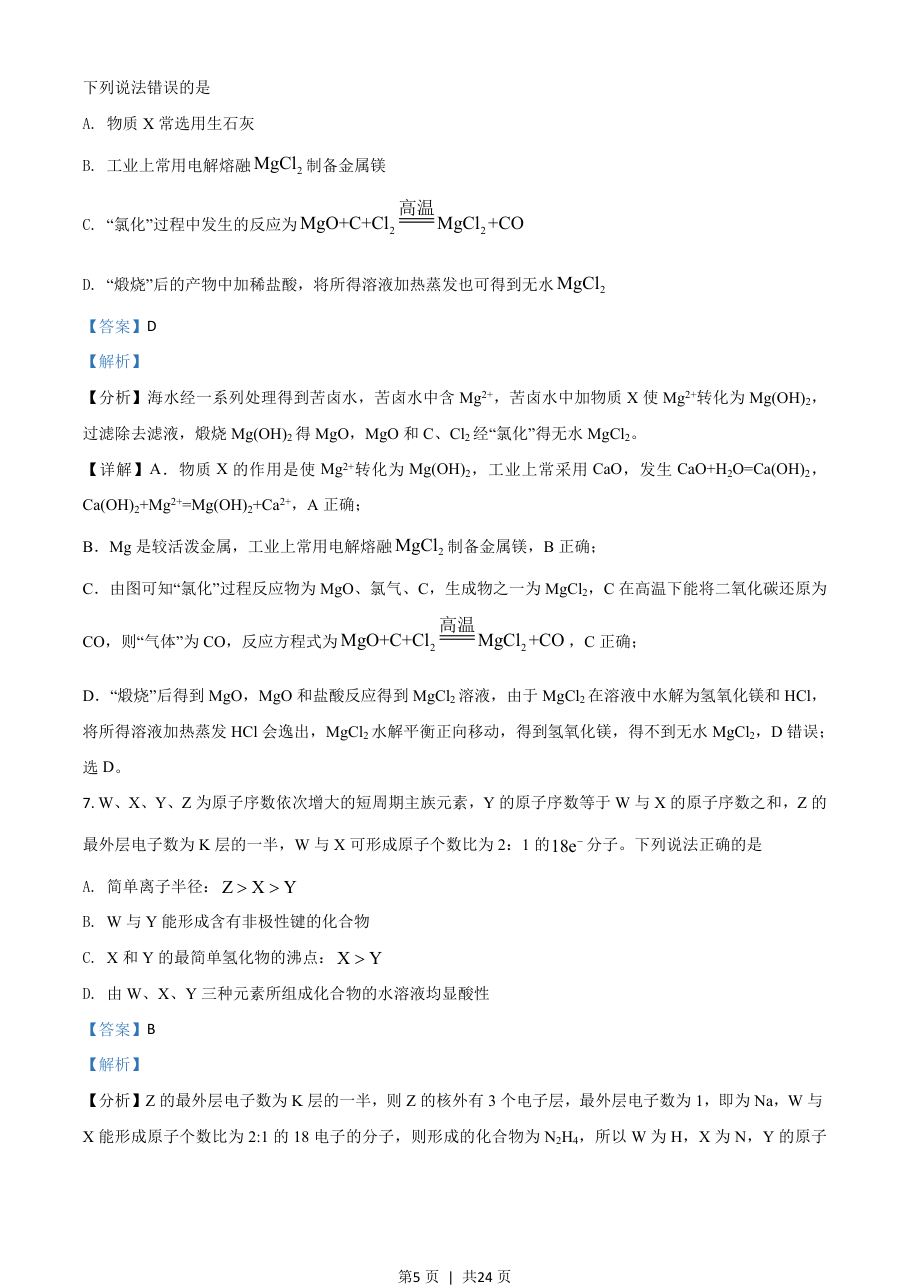 下列说法错误的是
A. 物质 X 常选用生石灰
B. 工业上常用电解熔融 MgCl₂ 制备金属镁
C. “氯化”过程中发生的反应为 MgO+C+Cl₂ 高温══ MgCl₂+CO
D. “煅烧”后的产物中加稀盐酸，将所得溶液加热蒸发也可得到无水 MgCl₂
【答案】D
【解析】
【分析】海水经一系列处理得到苦卤水，苦卤水中含 Mg²⁺，苦卤水中加物质 X 使 Mg²⁺转化为 Mg(OH)₂，
过滤除去滤液，煅烧 Mg(OH)₂ 得 MgO，MgO 和 C、Cl₂ 经“氯化”得无水 MgCl₂。
【详解】A．物质 X 的作用是使 Mg²⁺转化为 Mg(OH)₂，工业上常采用 CaO，发生 CaO+H₂O=Ca(OH)₂，
Ca(OH)₂+Mg²⁺=Mg(OH)₂+Ca²⁺，A 正确；
B．Mg 是较活泼金属，工业上常用电解熔融 MgCl₂ 制备金属镁，B 正确；
C．由图可知“氯化”过程反应物为 MgO、氯气、C，生成物之一为 MgCl₂，C 在高温下能将二氧化碳还原为
CO，则“气体”为 CO，反应方程式为 MgO+C+Cl₂ 高温══ MgCl₂+CO，C 正确；
D．“煅烧”后得到 MgO，MgO 和盐酸反应得到 MgCl₂ 溶液，由于 MgCl₂ 在溶液中水解为氢氧化镁和 HCl，
将所得溶液加热蒸发 HCl 会逸出，MgCl₂ 水解平衡正向移动，得到氢氧化镁，得不到无水 MgCl₂，D 错误；
选 D。
7. W、X、Y、Z 为原子序数依次增大的短周期主族元素，Y 的原子序数等于 W 与 X 的原子序数之和，Z 的
最外层电子数为 K 层的一半，W 与 X 可形成原子个数比为 2：1 的18e⁻ 分子。下列说法正确的是
A. 简单离子半径： Z > X > Y
B. W 与 Y 能形成含有非极性键的化合物
C. X 和 Y 的最简单氢化物的沸点： X > Y
D. 由 W、X、Y 三种元素所组成化合物的水溶液均显酸性
【答案】B
【解析】
【分析】Z 的最外层电子数为 K 层的一半，则 Z 的核外有 3 个电子层，最外层电子数为 1，即为 Na，W 与
X 能形成原子个数比为 2:1 的 18 电子的分子，则形成的化合物为 N₂H₄，所以 W 为 H，X 为 N，Y 的原子
第5 页 | 共24 页